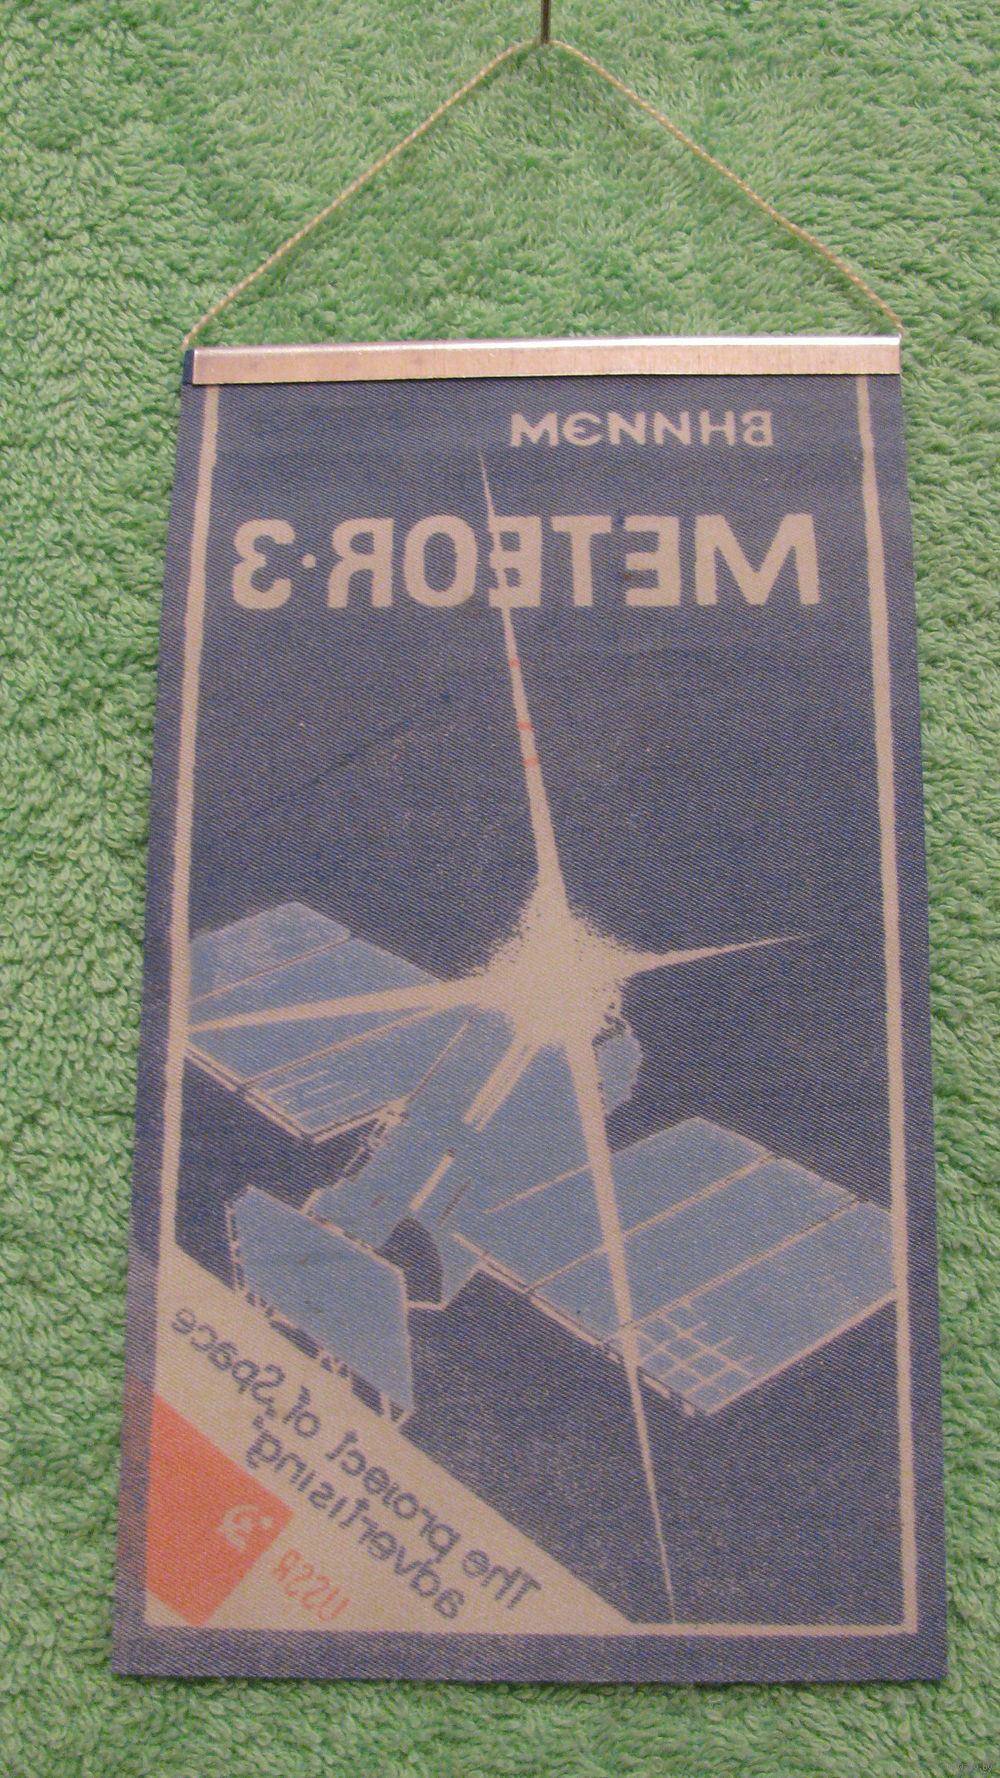 ВНИИЭМ
METEOR·3
The project of "Space
advertising"
USSR